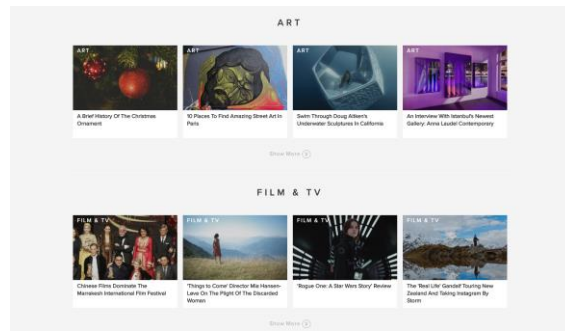 ART
ART
A Brief History Of The Christmas
Ornament
ART
10 Places To Find Amazing Street Art In
Paris
ART
Swim Through Doug Aitken's
Underwater Sculptures In California
ART
An Interview With Istanbul's Newest
Gallery: Anna Laudel Contemporary
Show More
FILM & TV
FILM & TV
Chinese Films Dominate The
Marrakesh International Film Festival
FILM & TV
'Things to Come' Director Mia Hansen-
Løve On The Plight Of The Discarded
Woman
FILM & TV
'Rogue One: A Star Wars Story' Review
FILM & TV
The 'Real Life' Gandalf Touring New
Zealand And Taking Instagram By
Storm
Show More